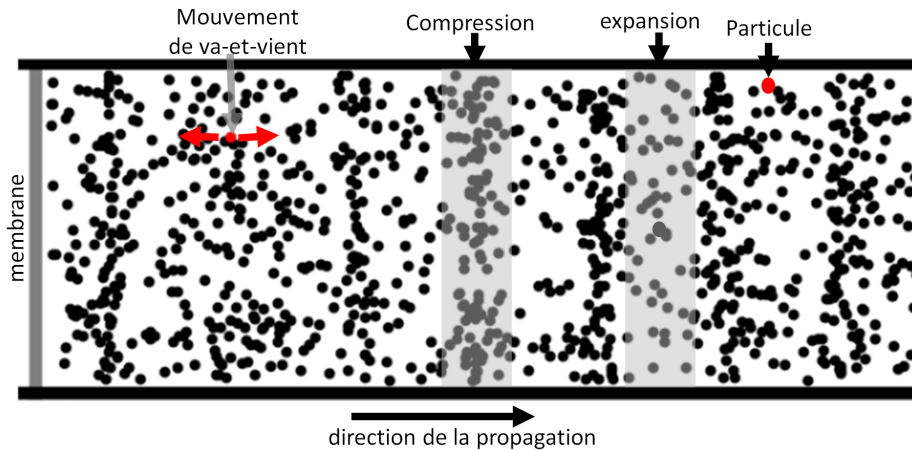 Mouvement
de va-et-vient
Compression
expansion
Particule
membrane
direction de la propagation